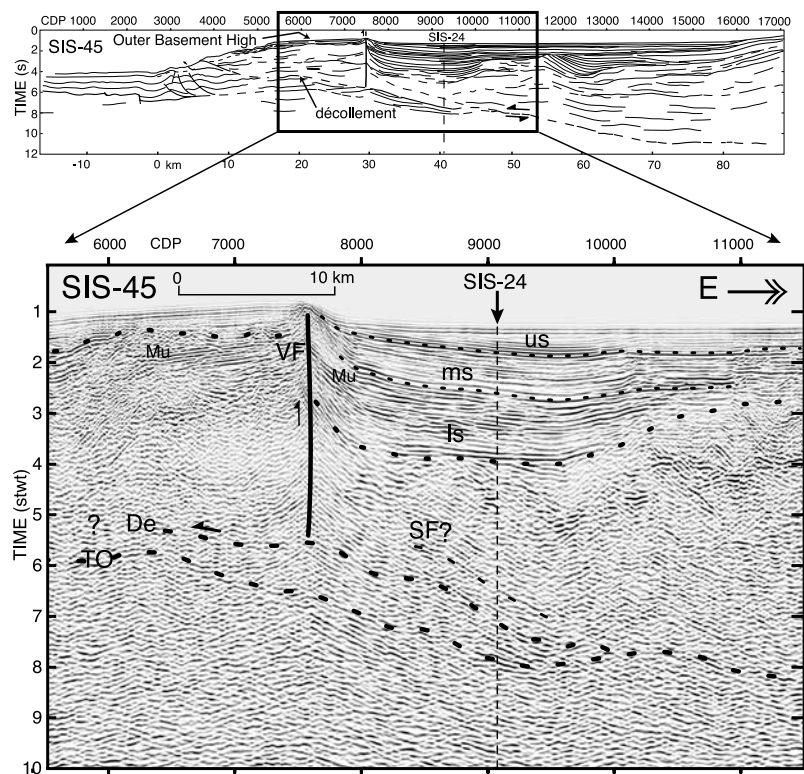 CDP 1000 2000 3000 4000 5000 6000 7000 8000 9000 10000 11000 12000 13000 14000 15000 16000 17000
SIS-45
Outer Basement High
SIS-24
TIME (s)
0
2
4
6
8
10
12
décollement
-10 0 km 10 20 30 40 50 60 70 80
6000 CDP 7000 8000 9000 10000 11000
SIS-45
0 10 km
SIS-24
E
TIME (stwt)
1
2
3
4
5
6
7
8
9
10
us
Mu VF
Mu ms
ls
? De
SF?
TO